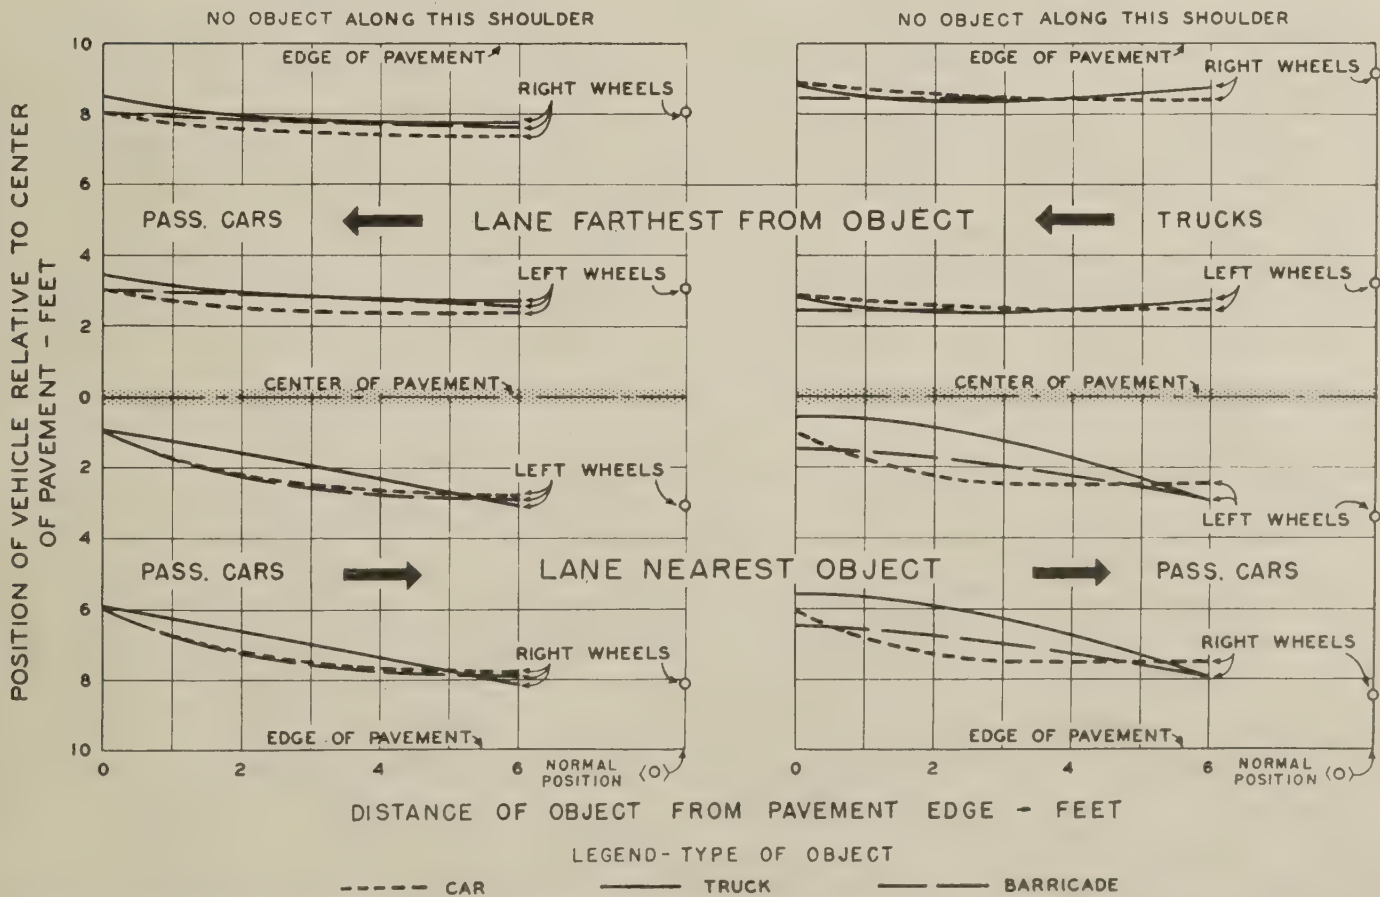 NO OBJECT ALONG THIS SHOULDER
NO OBJECT ALONG THIS SHOULDER
POSITION OF VEHICLE RELATIVE TO CENTER
OF PAVEMENT - FEET
10
8
6
4
2
0
2
4
6
8
10
EDGE OF PAVEMENT
RIGHT WHEELS
EDGE OF PAVEMENT
RIGHT WHEELS
PASS. CARS
LANE FARTHEST FROM OBJECT
TRUCKS
LEFT WHEELS
LEFT WHEELS
CENTER OF PAVEMENT
CENTER OF PAVEMENT
LEFT WHEELS
LEFT WHEELS
PASS. CARS
LANE NEAREST OBJECT
PASS. CARS
RIGHT WHEELS
RIGHT WHEELS
EDGE OF PAVEMENT
EDGE OF PAVEMENT
0 2 4 6
NORMAL
POSITION (O)
0 2 4 6
NORMAL
POSITION (O)
DISTANCE OF OBJECT FROM PAVEMENT EDGE - FEET
LEGEND - TYPE OF OBJECT
CAR
TRUCK
BARRICADE